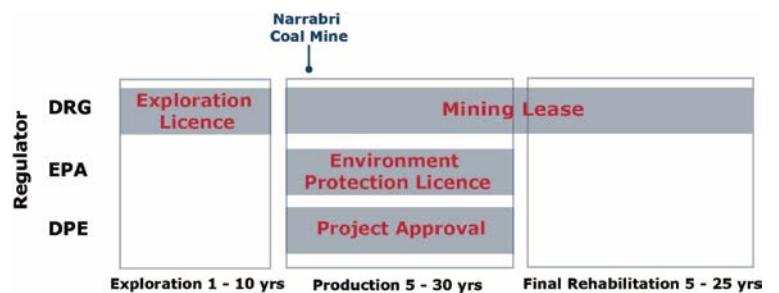 Narrabri
Coal Mine
Regulator
DRG
Exploration
Licence
Mining Lease
EPA
Environment
Protection Licence
DPE
Project Approval
Exploration 1 - 10 yrs
Production 5 - 30 yrs
Final Rehabilitation 5 - 25 yrs